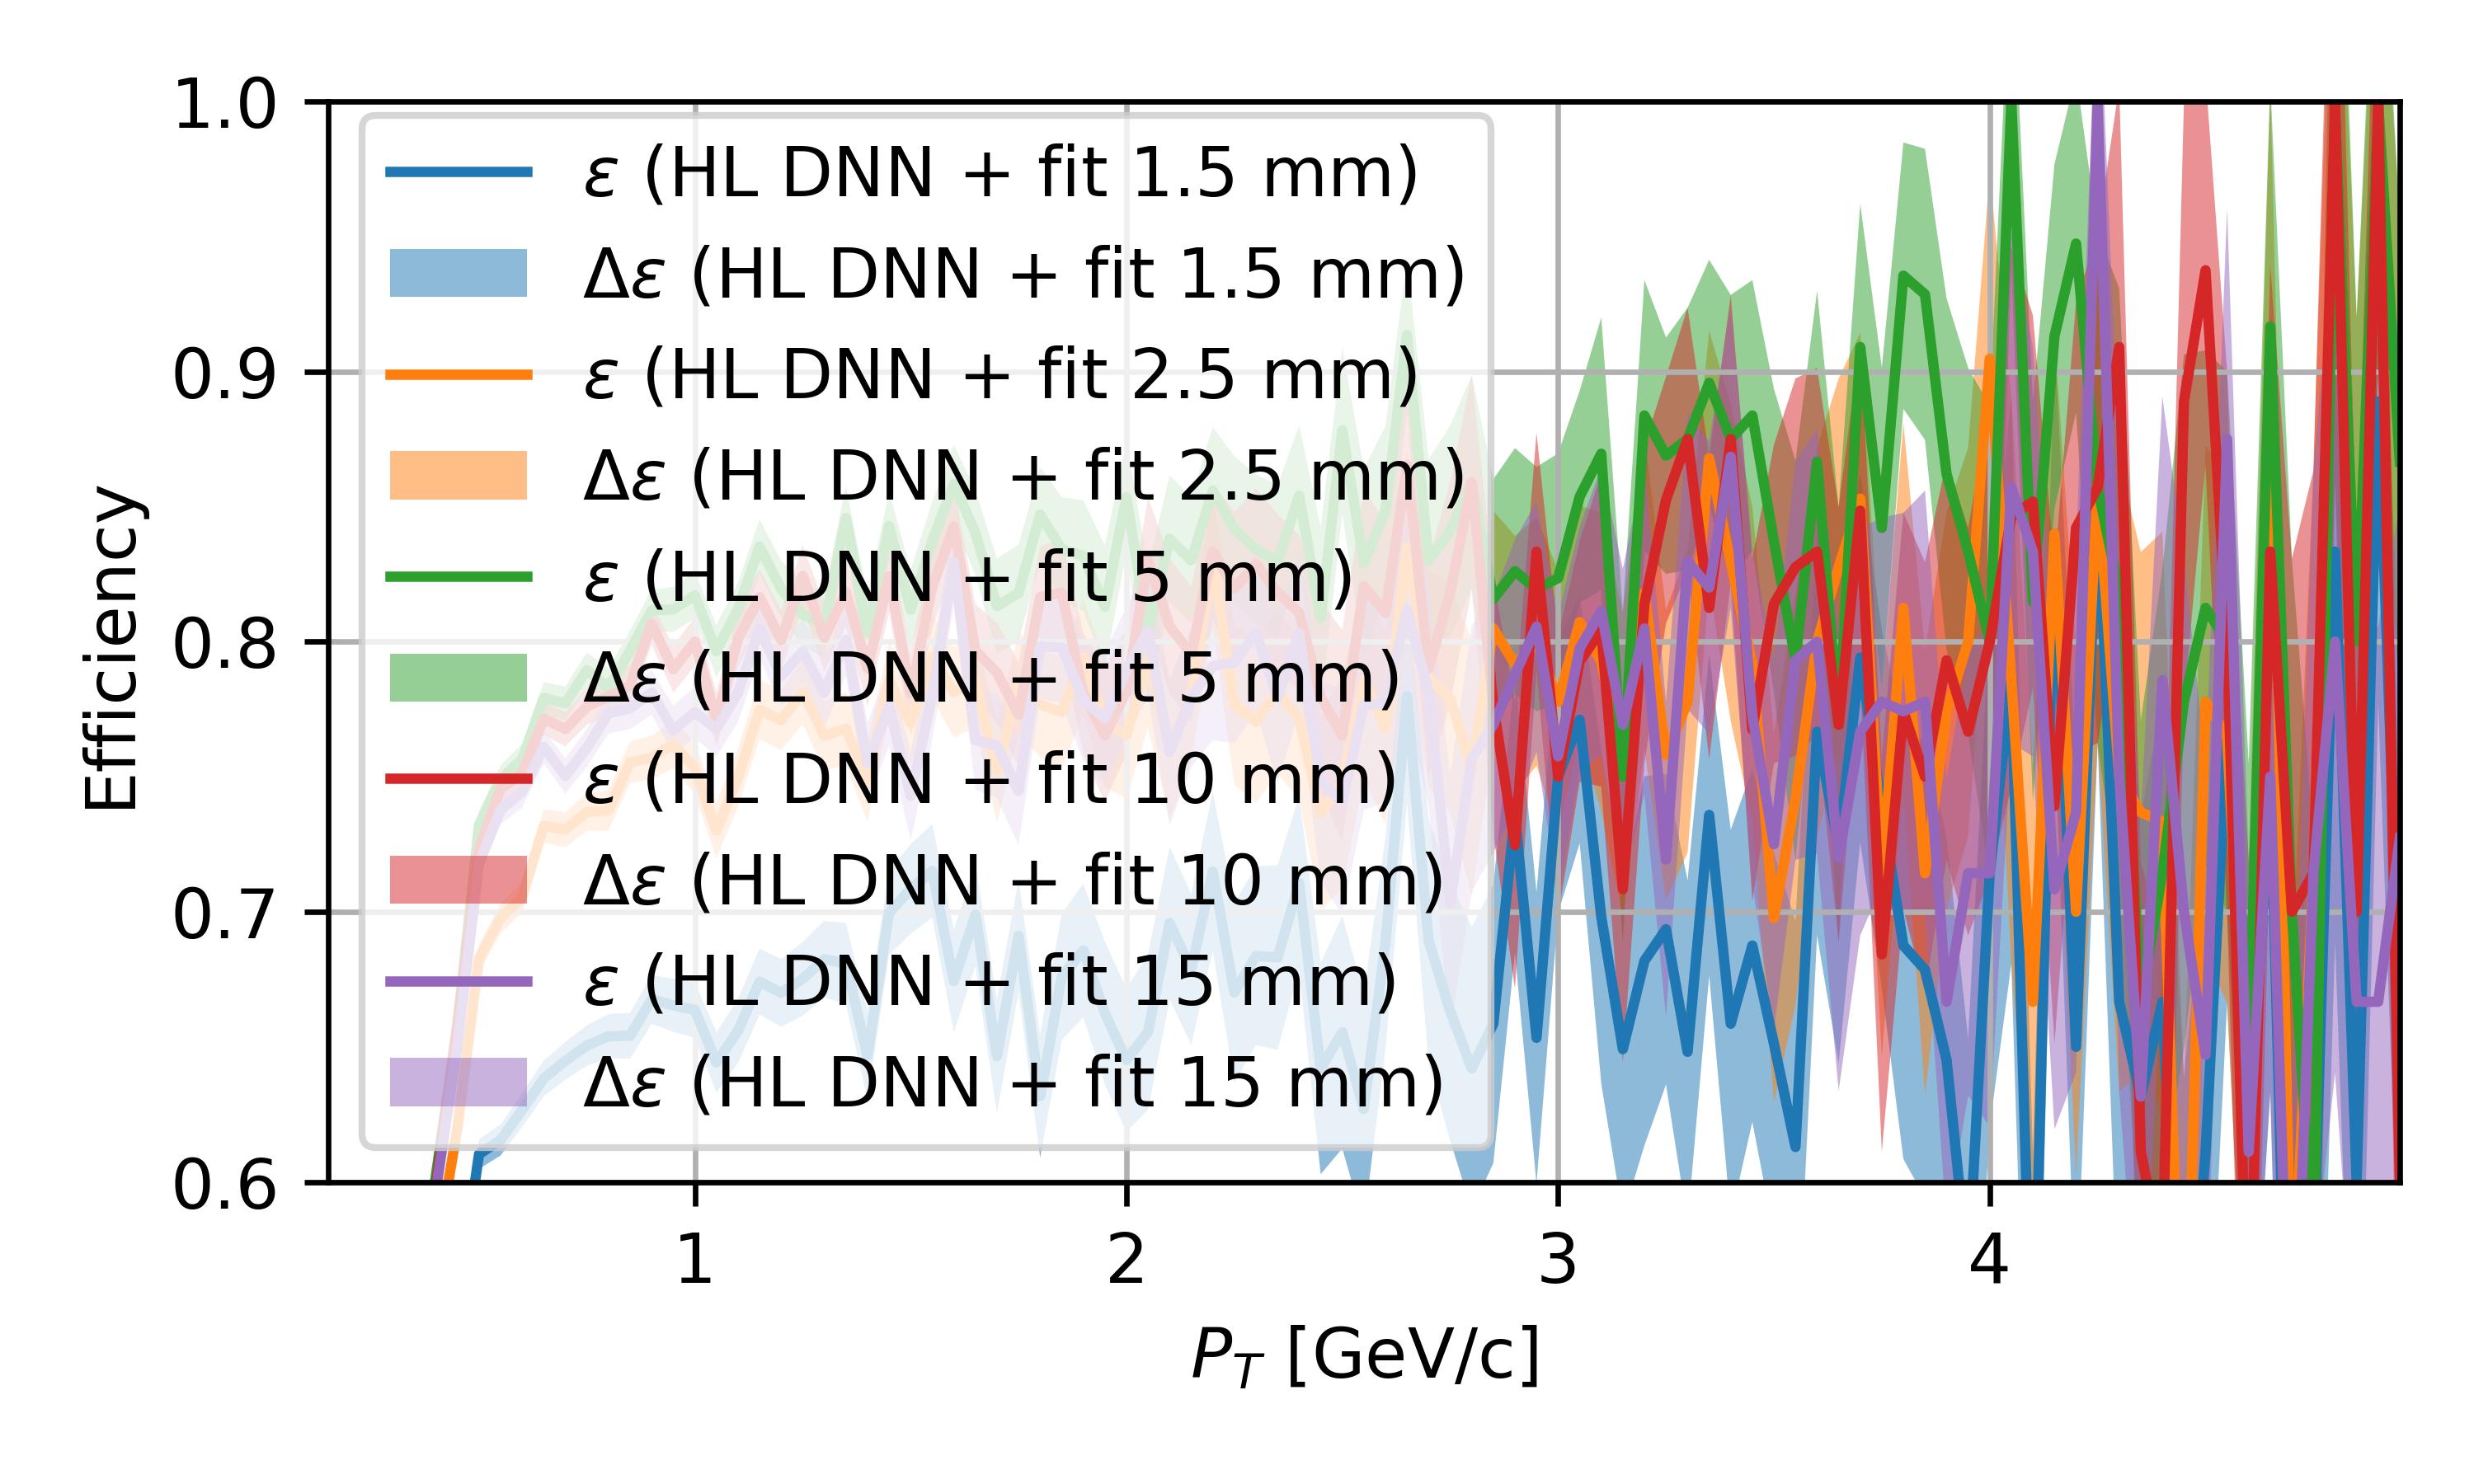 1.0
0.9
0.8
0.7
0.6
Efficiency
ε (HL DNN + fit 1.5 mm)
Δε (HL DNN + fit 1.5 mm)
ε (HL DNN + fit 2.5 mm)
Δε (HL DNN + fit 2.5 mm)
ε (HL DNN + fit 5 mm)
Δε (HL DNN + fit 5 mm)
ε (HL DNN + fit 10 mm)
Δε (HL DNN + fit 10 mm)
ε (HL DNN + fit 15 mm)
Δε (HL DNN + fit 15 mm)
1 2 3 4
P_T [GeV/c]